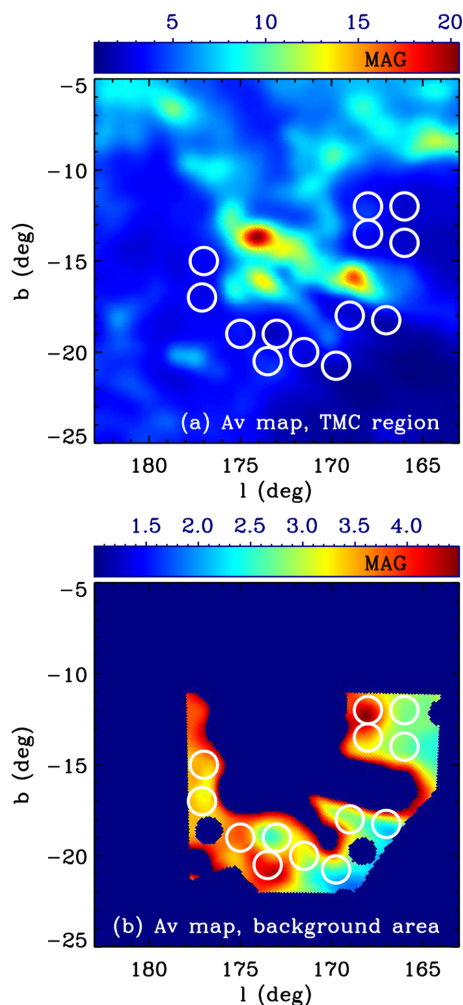 5 10 15 20
MAG
−5
−10
−15
−20
−25
b (deg)
(a) Av map, TMC region
180 175 170 165
l (deg)
1.5 2.0 2.5 3.0 3.5 4.0
MAG
−5
−10
−15
−20
−25
b (deg)
(b) Av map, background area
180 175 170 165
l (deg)